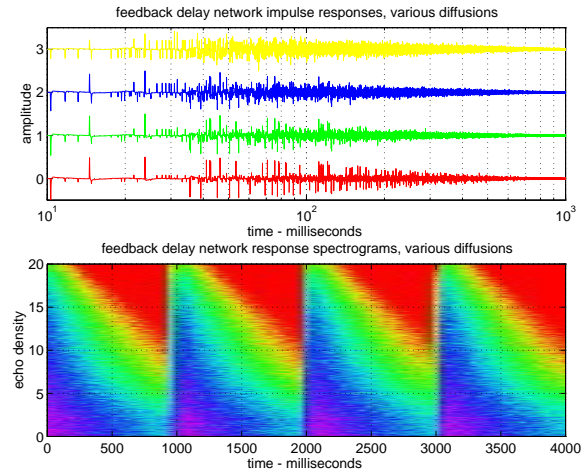 feedback delay network impulse responses, various diffusions
amplitude
3
2
1
0
10^1
10^2
10^3
time - milliseconds
feedback delay network response spectrograms, various diffusions
echo density
20
15
10
5
0
0 500 1000 1500 2000 2500 3000 3500 4000
time - milliseconds